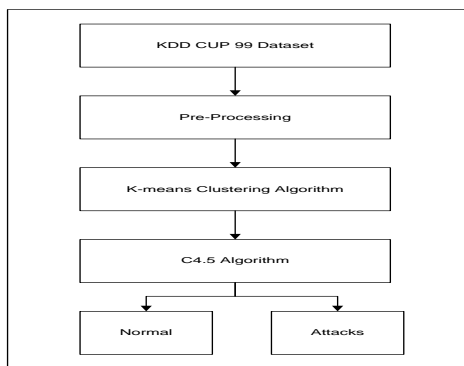 KDD CUP 99 Dataset
Pre-Processing
K-means Clustering Algorithm
C4.5 Algorithm
Normal
Attacks